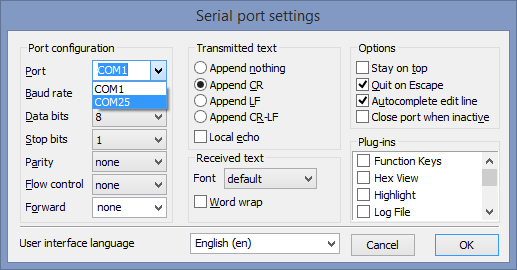 Serial port settings
Port configuration
Port COM1
COM1
COM25
Baud rate
Data bits 8
Stop bits 1
Parity none
Flow control none
Forward none
Transmitted text
Append nothing
Append CR
Append LF
Append CR-LF
Local echo
Received text
Font default
Word wrap
Options
Stay on top
Quit on Escape
Autocomplete edit line
Close port when inactive
Plug-ins
Function Keys
Hex View
Highlight
Log File
User interface language English (en)
Cancel
OK